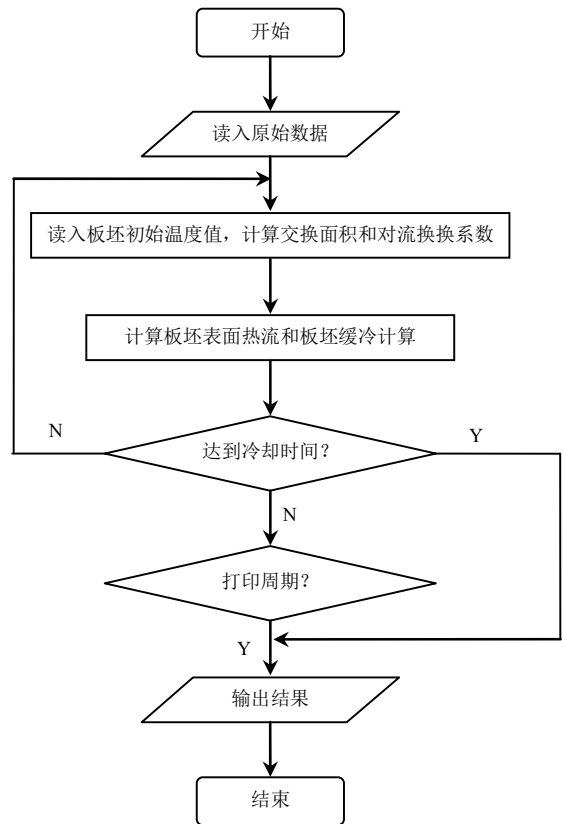 开始
读入原始数据
读入板坯初始温度值，计算交换面积和对流换换系数
计算板坯表面热流和板坯缓冷计算
N
达到冷却时间？
Y
N
打印周期？
Y
输出结果
结束